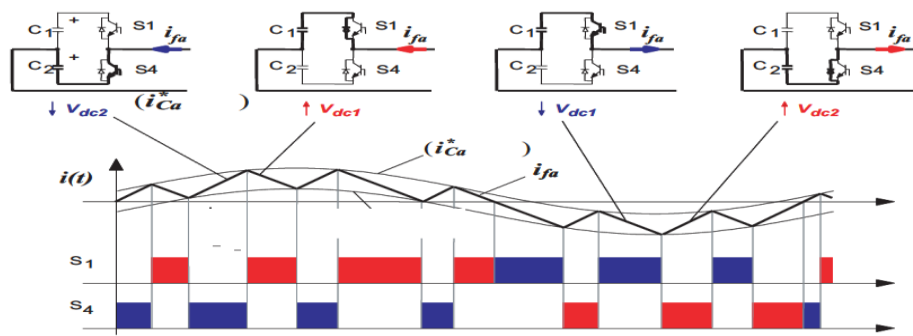 C1 + S1 ifa C1 S1 ifa C1 S1 ifa C1 S1 ifa
C2 + S4 C2 S4 C2 S4 C2 S4
↓ Vdc2 (i*Ca ) ↑ Vdc1 ↓ Vdc1 ↑ Vdc2
(i*Ca )
i(t) ifa
S1
S4